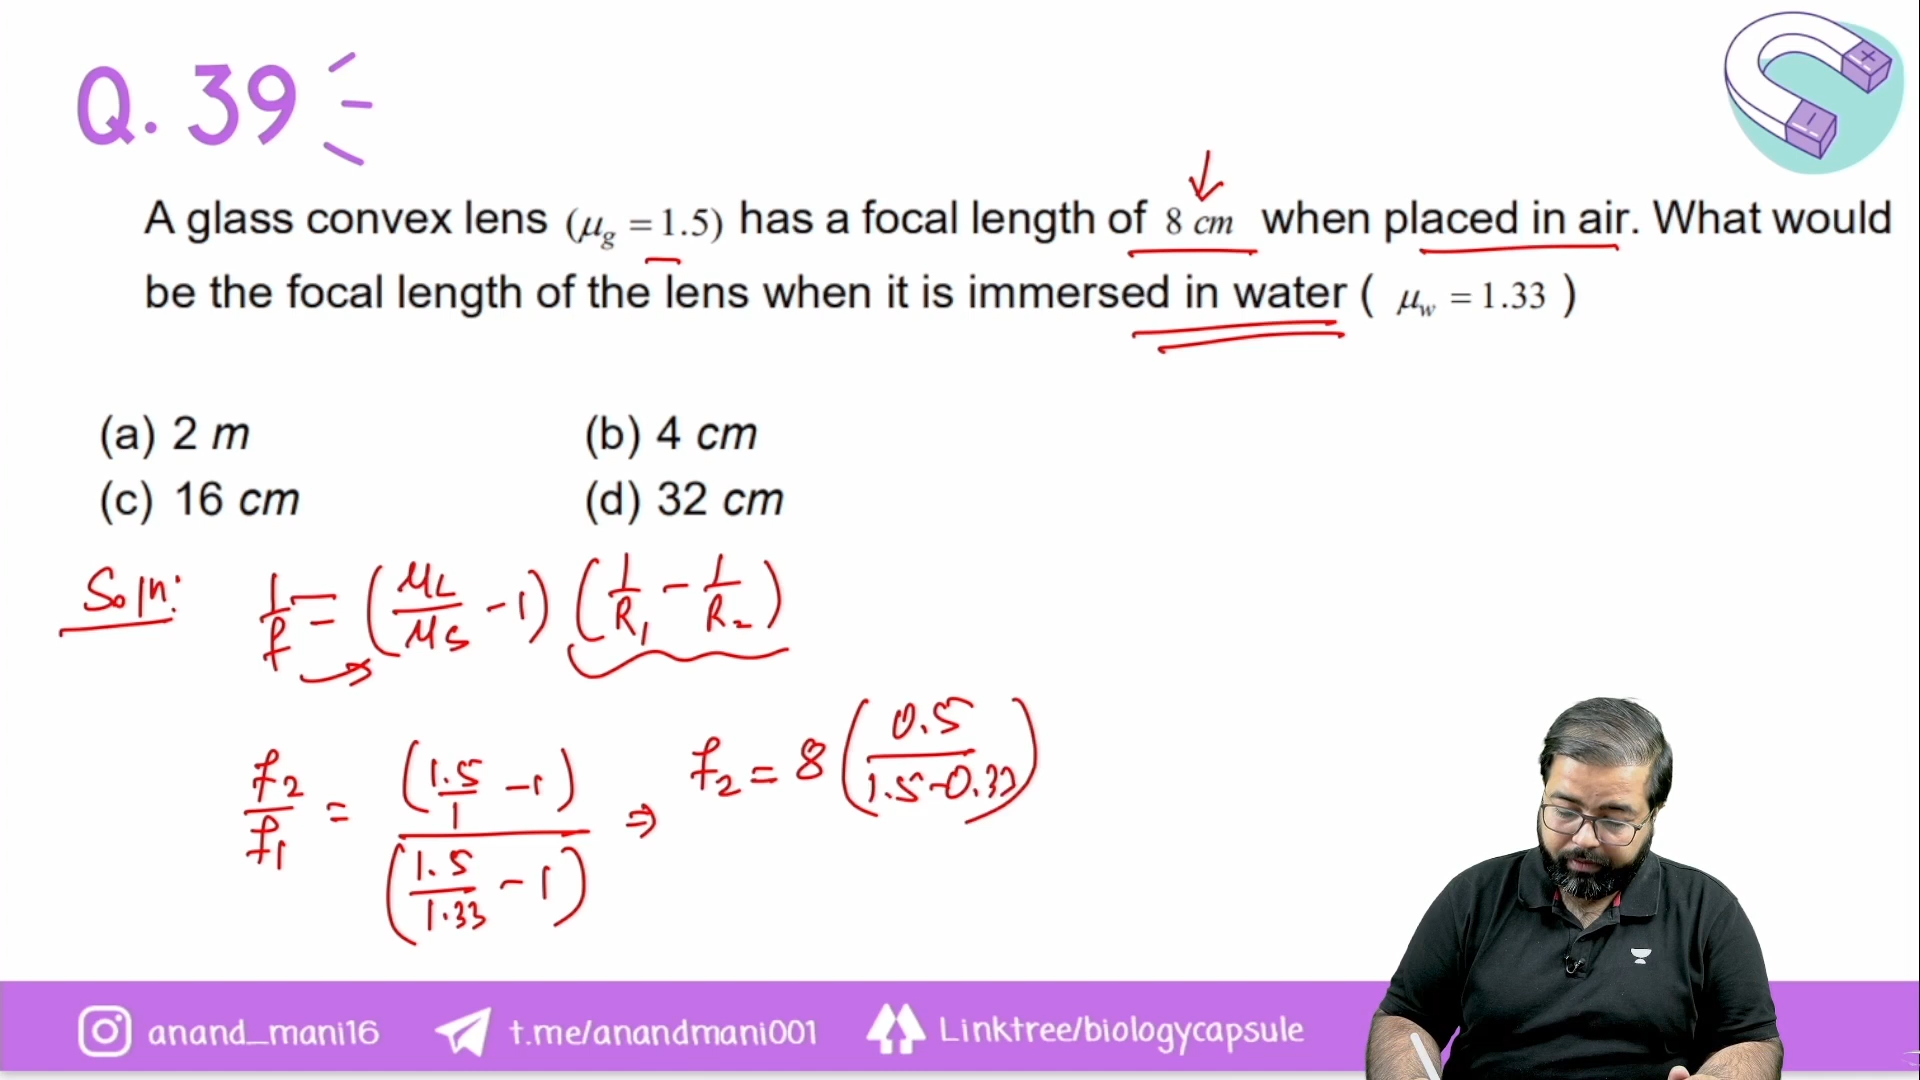 Q. 39
A glass convex lens (μg = 1.5) has a focal length of 8 cm when placed in air. What would
be the focal length of the lens when it is immersed in water ( μw = 1.33 )
(a) 2 m (b) 4 cm
(c) 16 cm (d) 32 cm
Soln: 1/f = (μL/μS - 1) (1/R1 - 1/R2)
f2/f1 = (1.5/1 - 1)/(1.5/1.33 - 1) ⇒ f2 = 8 (0.5/1.5-0.33)
anand_mani16 t.me/anandmani001 Linktree/biologycapsule